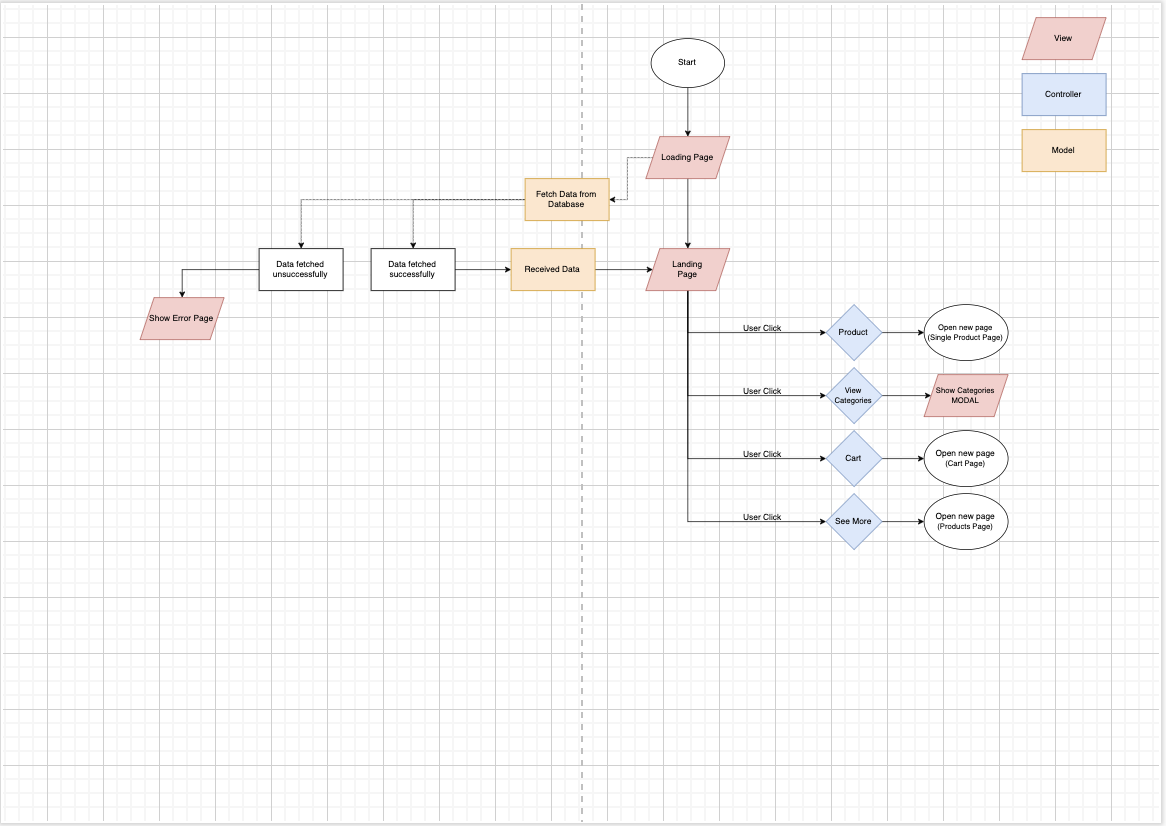 View
Start
Controller
Model
Loading Page
Fetch Data from
Database
Data fetched
unsuccessfully
Data fetched
successfully
Received Data
Landing
Page
Show Error Page
User Click
Product
Open new page
(Single Product Page)
User Click
View
Categories
Show Categories
MODAL
User Click
Cart
Open new page
(Cart Page)
User Click
See More
Open new page
(Products Page)